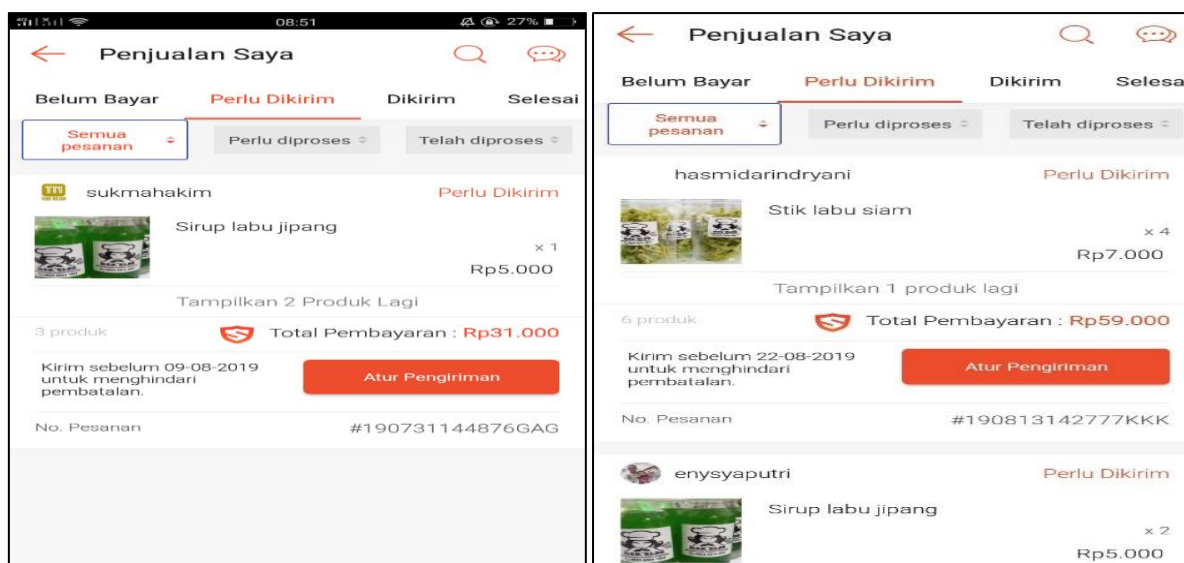 08:51
27%
Penjualan Saya
Belum Bayar Perlu Dikirim Dikirim Selesai
Semua pesanan Perlu diproses Telah diproses
sukmahakim Perlu Dikirim
Sirup labu jipang
x 1
Rp5.000
Tampilkan 2 Produk Lagi
3 produk Total Pembayaran : Rp31.000
Kirim sebelum 09-08-2019
untuk menghindari
pembatalan.
Atur Pengiriman
No. Pesanan #190731144876GAG
Penjualan Saya
Belum Bayar Perlu Dikirim Dikirim Selesa
Semua pesanan Perlu diproses Telah diproses
hasmidarindryani Perlu Dikirim
Stik labu siam
x 4
Rp7.000
Tampilkan 1 produk lagi
6 produk Total Pembayaran : Rp59.000
Kirim sebelum 22-08-2019
untuk menghindari
pembatalan.
Atur Pengiriman
No. Pesanan #190813142777KKK
enysyaputri Perlu Dikirim
Sirup labu jipang
x 2
Rp5.000